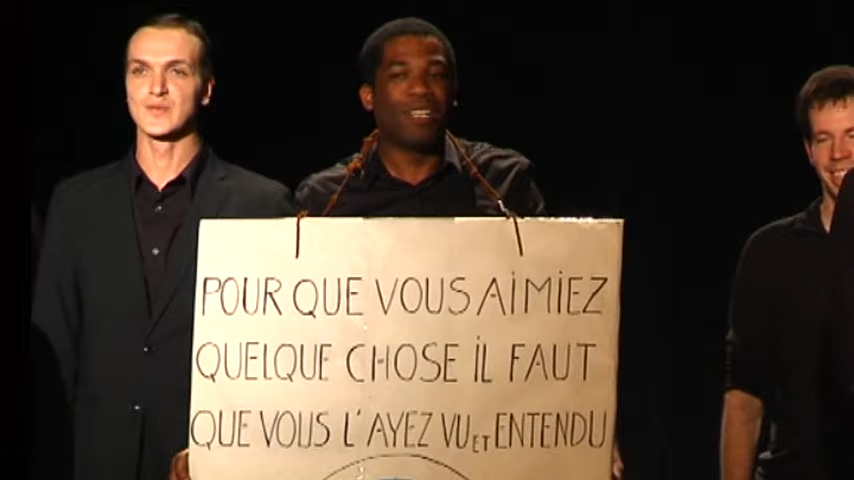 POUR QUE VOUS AIMIEZ
QUELQUE CHOSE IL FAUT
QUE VOUS L'AYEZ VU ET ENTENDU